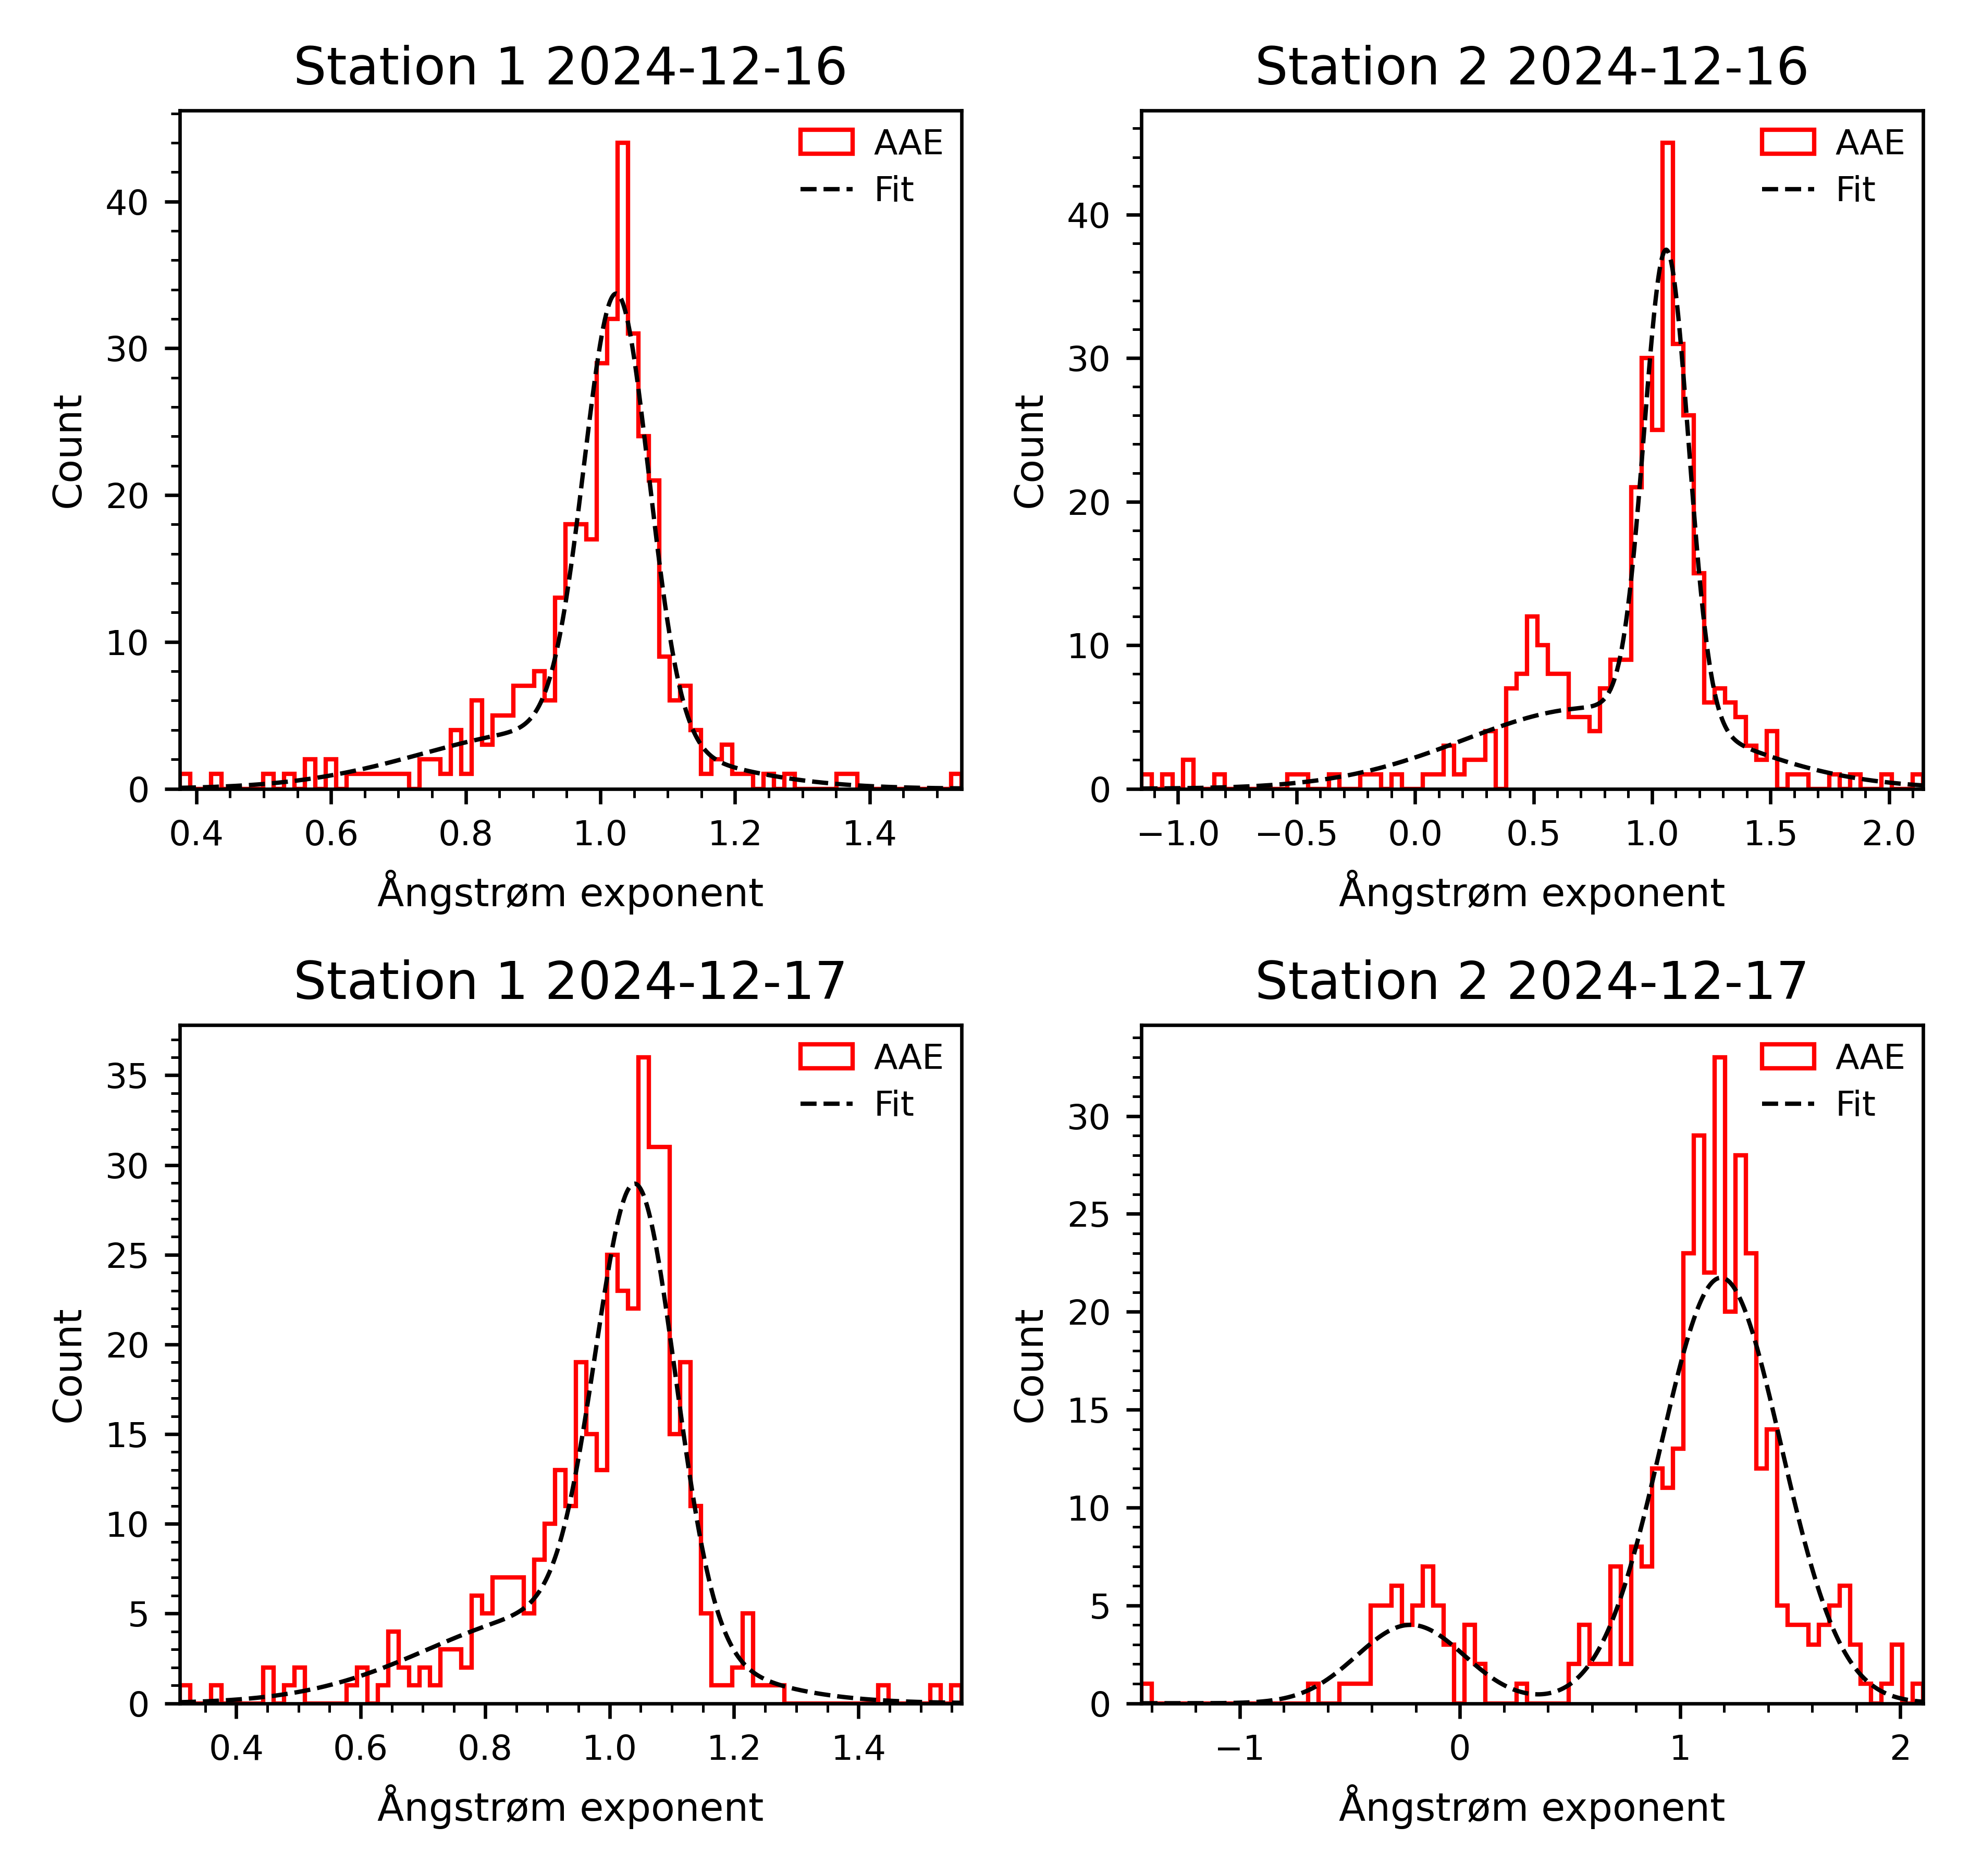 Station 1 2024-12-16
AAE
Fit
Count
40
30
20
10
0
0.4 0.6 0.8 1.0 1.2 1.4
Ångstrøm exponent
Station 2 2024-12-16
AAE
Fit
Count
40
30
20
10
0
−1.0 −0.5 0.0 0.5 1.0 1.5 2.0
Ångstrøm exponent
Station 1 2024-12-17
AAE
Fit
Count
35
30
25
20
15
10
5
0
0.4 0.6 0.8 1.0 1.2 1.4
Ångstrøm exponent
Station 2 2024-12-17
AAE
Fit
Count
30
25
20
15
10
5
0
−1 0 1 2
Ångstrøm exponent